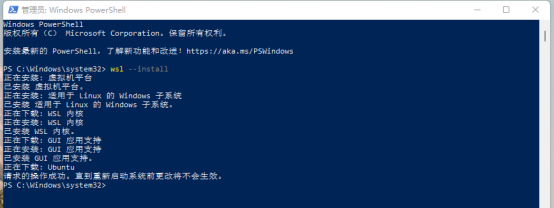 管理员: Windows PowerShell
Windows PowerShell
版权所有 (C) Microsoft Corporation。保留所有权利。
安装最新的 PowerShell，了解新功能和改进！https://aka.ms/PSWindows
PS C:\Windows\system32> wsl --install
正在安装: 虚拟机平台
已安装 虚拟机平台。
正在安装: 适用于 Linux 的 Windows 子系统
已安装 适用于 Linux 的 Windows 子系统。
正在下载: WSL 内核
正在安装: WSL 内核
已安装 WSL 内核。
正在下载: GUI 应用支持
正在安装: GUI 应用支持
已安装 GUI 应用支持。
正在下载: Ubuntu
请求的操作成功。直到重新启动系统前更改将不会生效。
PS C:\Windows\system32>